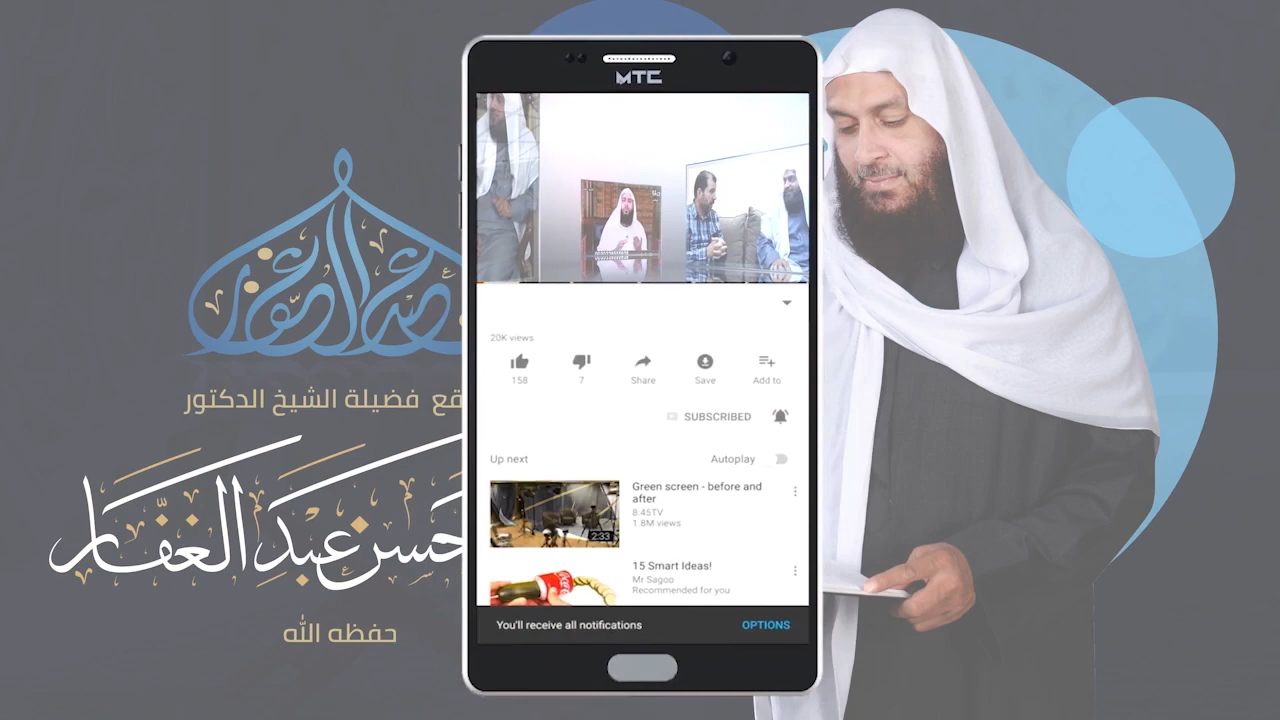 قع فضيلة الشيخ الدكتور
حسن عبد الغفار
حفظه الله
MTC
20K views
158
7
Share
Save
Add to
SUBSCRIBED
Up next
Autoplay
Green screen - before and
after
8:45TV
1.8M views
2:33
15 Smart Ideas!
Mr Sagoo
Recommended for you
You'll receive all notifications
OPTIONS